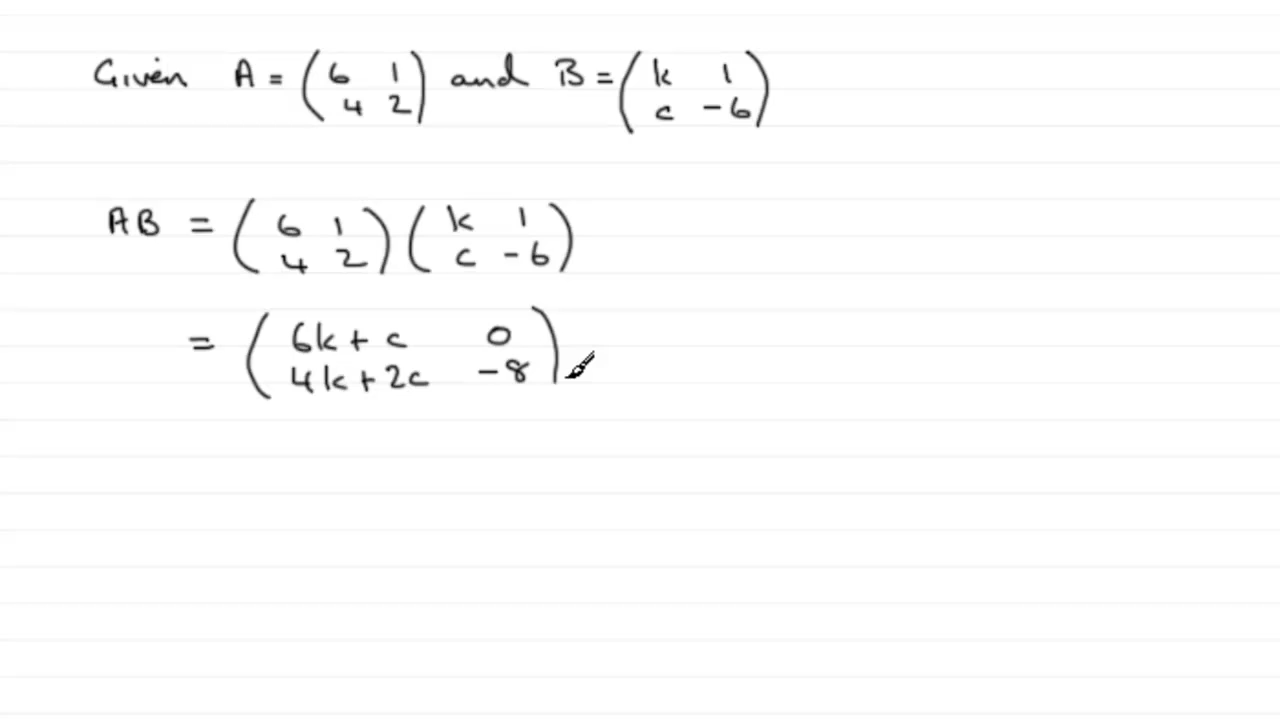 Given A = (6 1 4 2) and B = (k 1 c -6)
AB = (6 1 4 2)(k 1 c -6)
= (6k + c 0 4k + 2c -8)